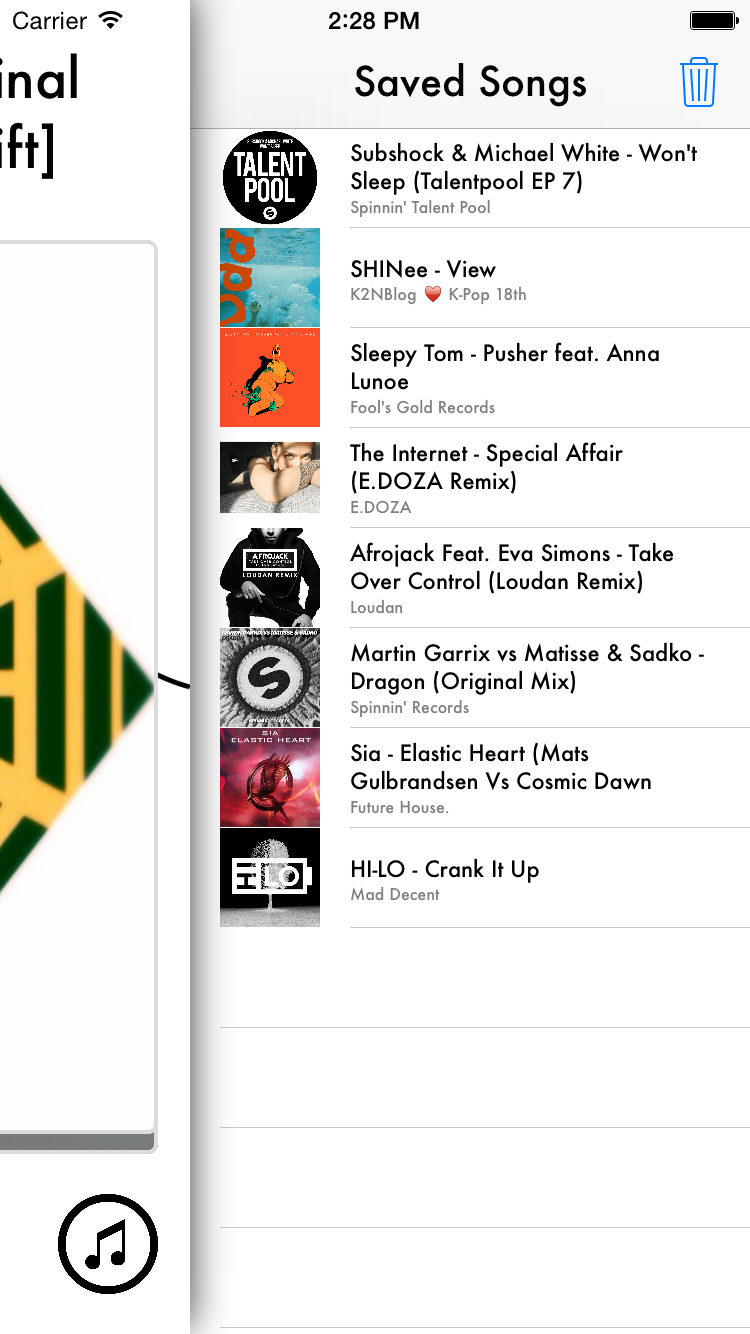 Carrier
2:28 PM
inal
ift]
Saved Songs
TALENT
POOL
Subshock & Michael White - Won't
Sleep (Talentpool EP 7)
Spinnin' Talent Pool
Odd
SHINee - View
K2NBlog ♥️ K-Pop 18th
Sleepy Tom - Pusher feat. Anna
Lunoe
Fool's Gold Records
The Internet - Special Affair
(E.DOZA Remix)
E.DOZA
AFROJACK
TAKE OVER CONTROL
LOUDAN REMIX
Afrojack Feat. Eva Simons - Take
Over Control (Loudan Remix)
Loudan
Martin Garrix vs Matisse & Sadko -
Dragon (Original Mix)
Spinnin' Records
SIA
ELASTIC HEART
Sia - Elastic Heart (Mats
Gulbrandsen Vs Cosmic Dawn
Future House.
HI-LO
HI-LO - Crank It Up
Mad Decent